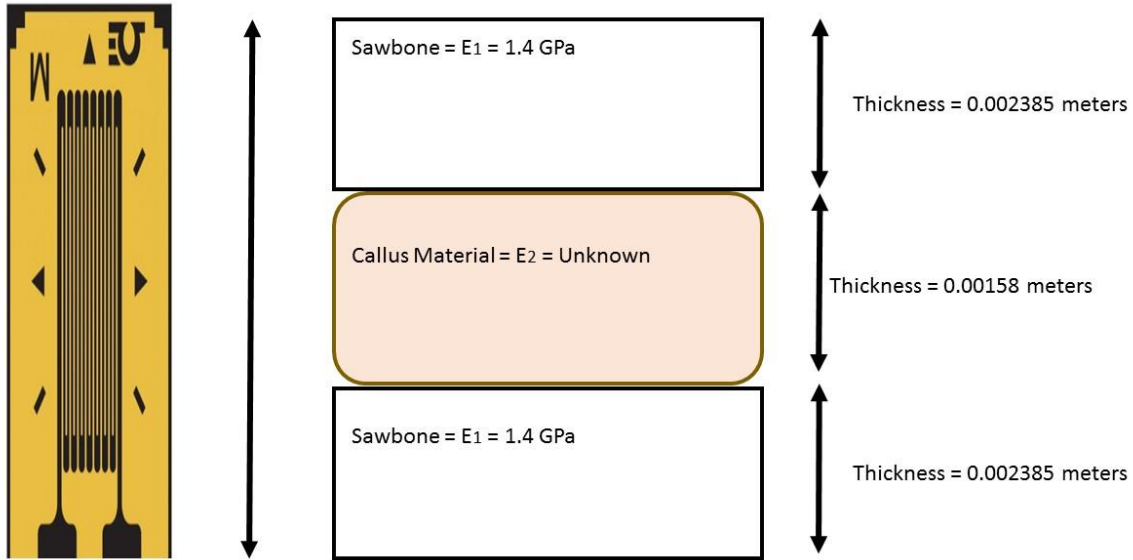 Sawbone = E1 = 1.4 GPa
Thickness = 0.002385 meters
Callus Material = E2 = Unknown
Thickness = 0.00158 meters
Sawbone = E1 = 1.4 GPa
Thickness = 0.002385 meters
M